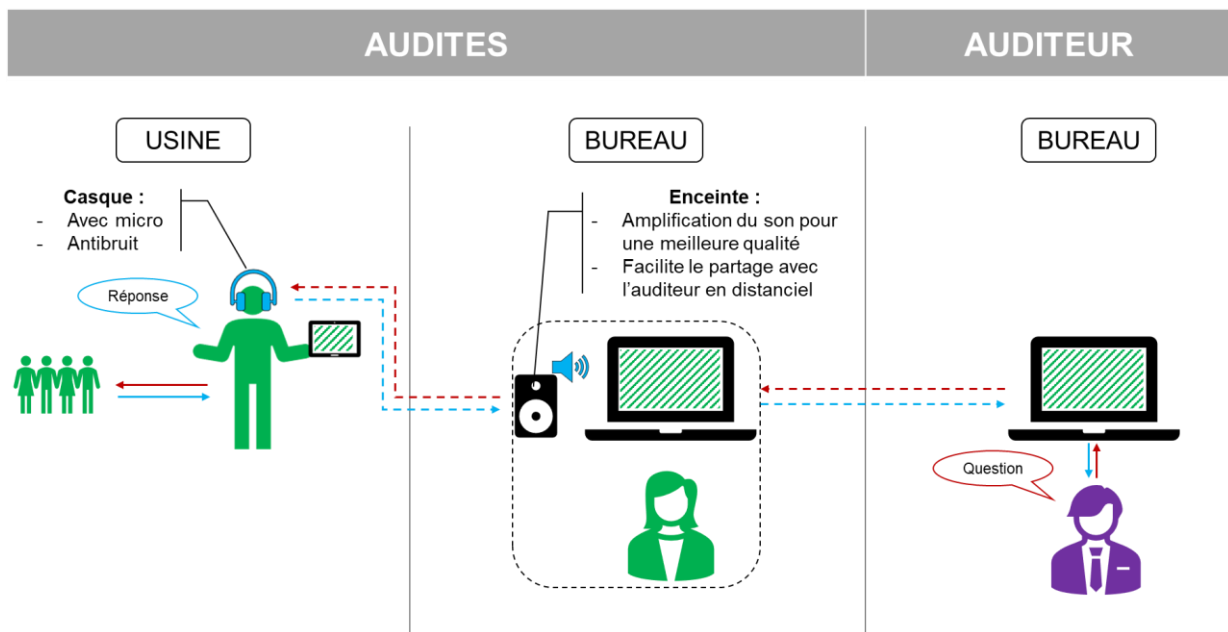 AUDITES
AUDITEUR
USINE
BUREAU
BUREAU
Casque :
- Avec micro
- Antibruit
Enceinte :
- Amplification du son pour
une meilleure qualité
- Facilite le partage avec
l’auditeur en distanciel
Réponse
Question